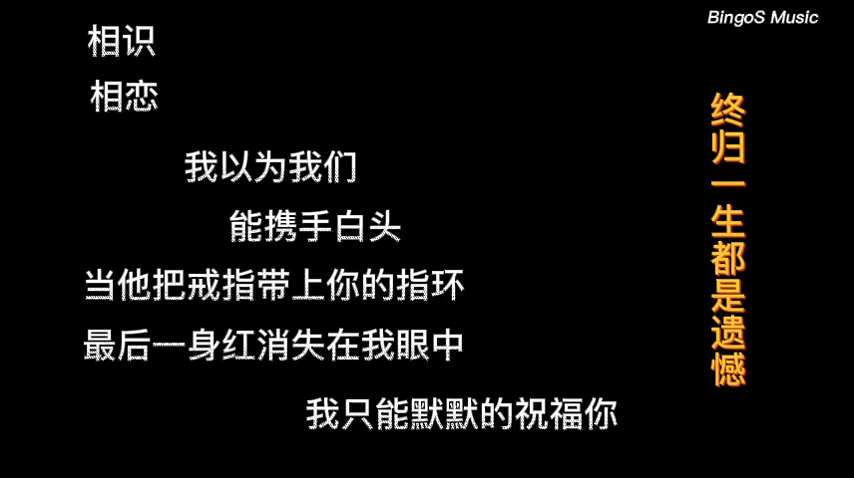 BingoS Music
相识
相恋
我以为我们
能携手白头
当他把戒指带上你的指环
最后一身红消失在我眼中
我只能默默的祝福你
终归一生都是遗憾